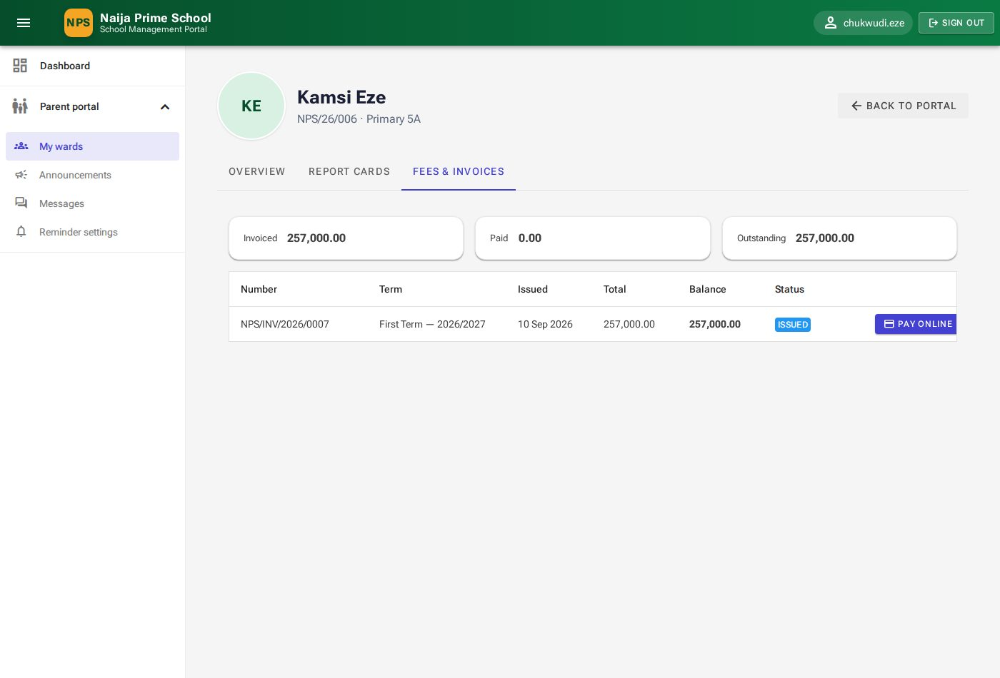 NPS
Naija Prime School
School Management Portal
chukwudi.eze
SIGN OUT
Dashboard
Parent portal
My wards
Announcements
Messages
Reminder settings
KE
Kamsi Eze
NPS/26/006 · Primary 5A
BACK TO PORTAL
OVERVIEW REPORT CARDS FEES & INVOICES
Invoiced 257,000.00
Paid 0.00
Outstanding 257,000.00
Number Term Issued Total Balance Status
NPS/INV/2026/0007 First Term — 2026/2027 10 Sep 2026 257,000.00 257,000.00 ISSUED PAY ONLINE